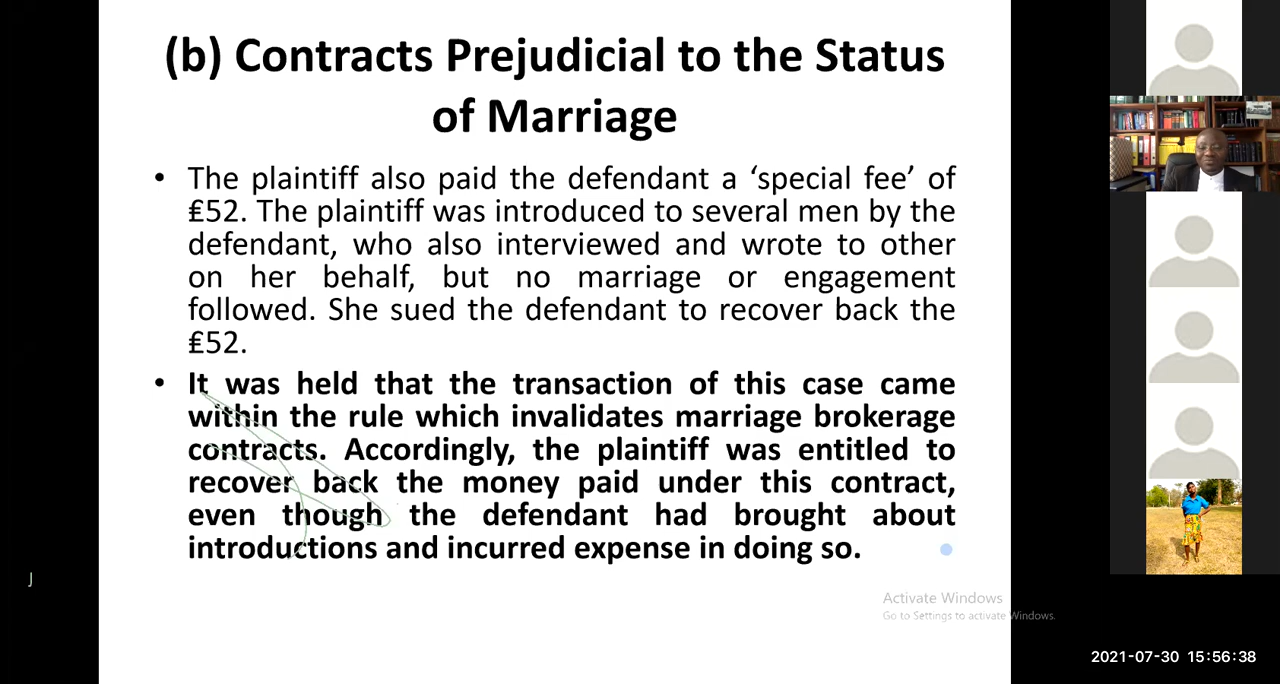 (b) Contracts Prejudicial to the Status
of Marriage
• The plaintiff also paid the defendant a ‘special fee’ of
₤52. The plaintiff was introduced to several men by the
defendant, who also interviewed and wrote to other
on her behalf, but no marriage or engagement
followed. She sued the defendant to recover back the
₤52.
• It was held that the transaction of this case came
within the rule which invalidates marriage brokerage
contracts. Accordingly, the plaintiff was entitled to
recover back the money paid under this contract,
even though the defendant had brought about
introductions and incurred expense in doing so.
J
Activate Windows
Go to Settings to activate Windows.
2021-07-30 15:56:38